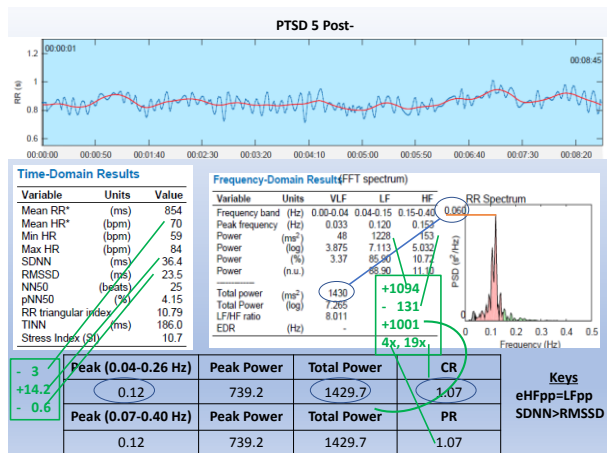 PTSD 5 Post-
1.2
00:00:01
00:08:45
1
0.8
0.6
RR (s)
00:00:00 00:00:50 00:01:40 00:02:30 00:03:20 00:04:10 00:05:00 00:05:50 00:06:40 00:07:30 00:08:20
Time-Domain Results
Variable Units Value
Mean RR* (ms) 854
Mean HR* (bpm) 70
Min HR (bpm) 59
Max HR (bpm) 84
SDNN (ms) 36.4
RMSSD (ms) 23.5
NN50 (beats) 25
pNN50 (%) 4.15
RR triangular index 10.79
TINN (ms) 186.0
Stress Index (SI) 10.7
Frequency-Domain Results (FFT spectrum)
Variable Units VLF LF HF
Frequency band (Hz) 0.00-0.04 0.04-0.15 0.15-0.40
Peak frequency (Hz) 0.033 0.120 0.153
Power (ms²) 48 1228 153
Power (log) 3.875 7.113 5.032
Power (%) 3.37 85.90 10.72
Power (n.u.) 88.90 11.10
Total power (ms²) 1430
Total Power (log) 7.265
LF/HF ratio 8.011
EDR (Hz) -
0.060
RR Spectrum
PSD (s²/Hz)
0
0 0.1 0.2 0.3 0.4 0.5
Frequency (Hz)
+1094
- 131
+1001
4x, 19x
- 3
+14.2
- 0.6
Peak (0.04-0.26 Hz) Peak Power Total Power CR
0.12 739.2 1429.7 1.07
Peak (0.07-0.40 Hz) Peak Power Total Power PR
0.12 739.2 1429.7 1.07
Keys
eHFpp=LFpp
SDNN>RMSSD